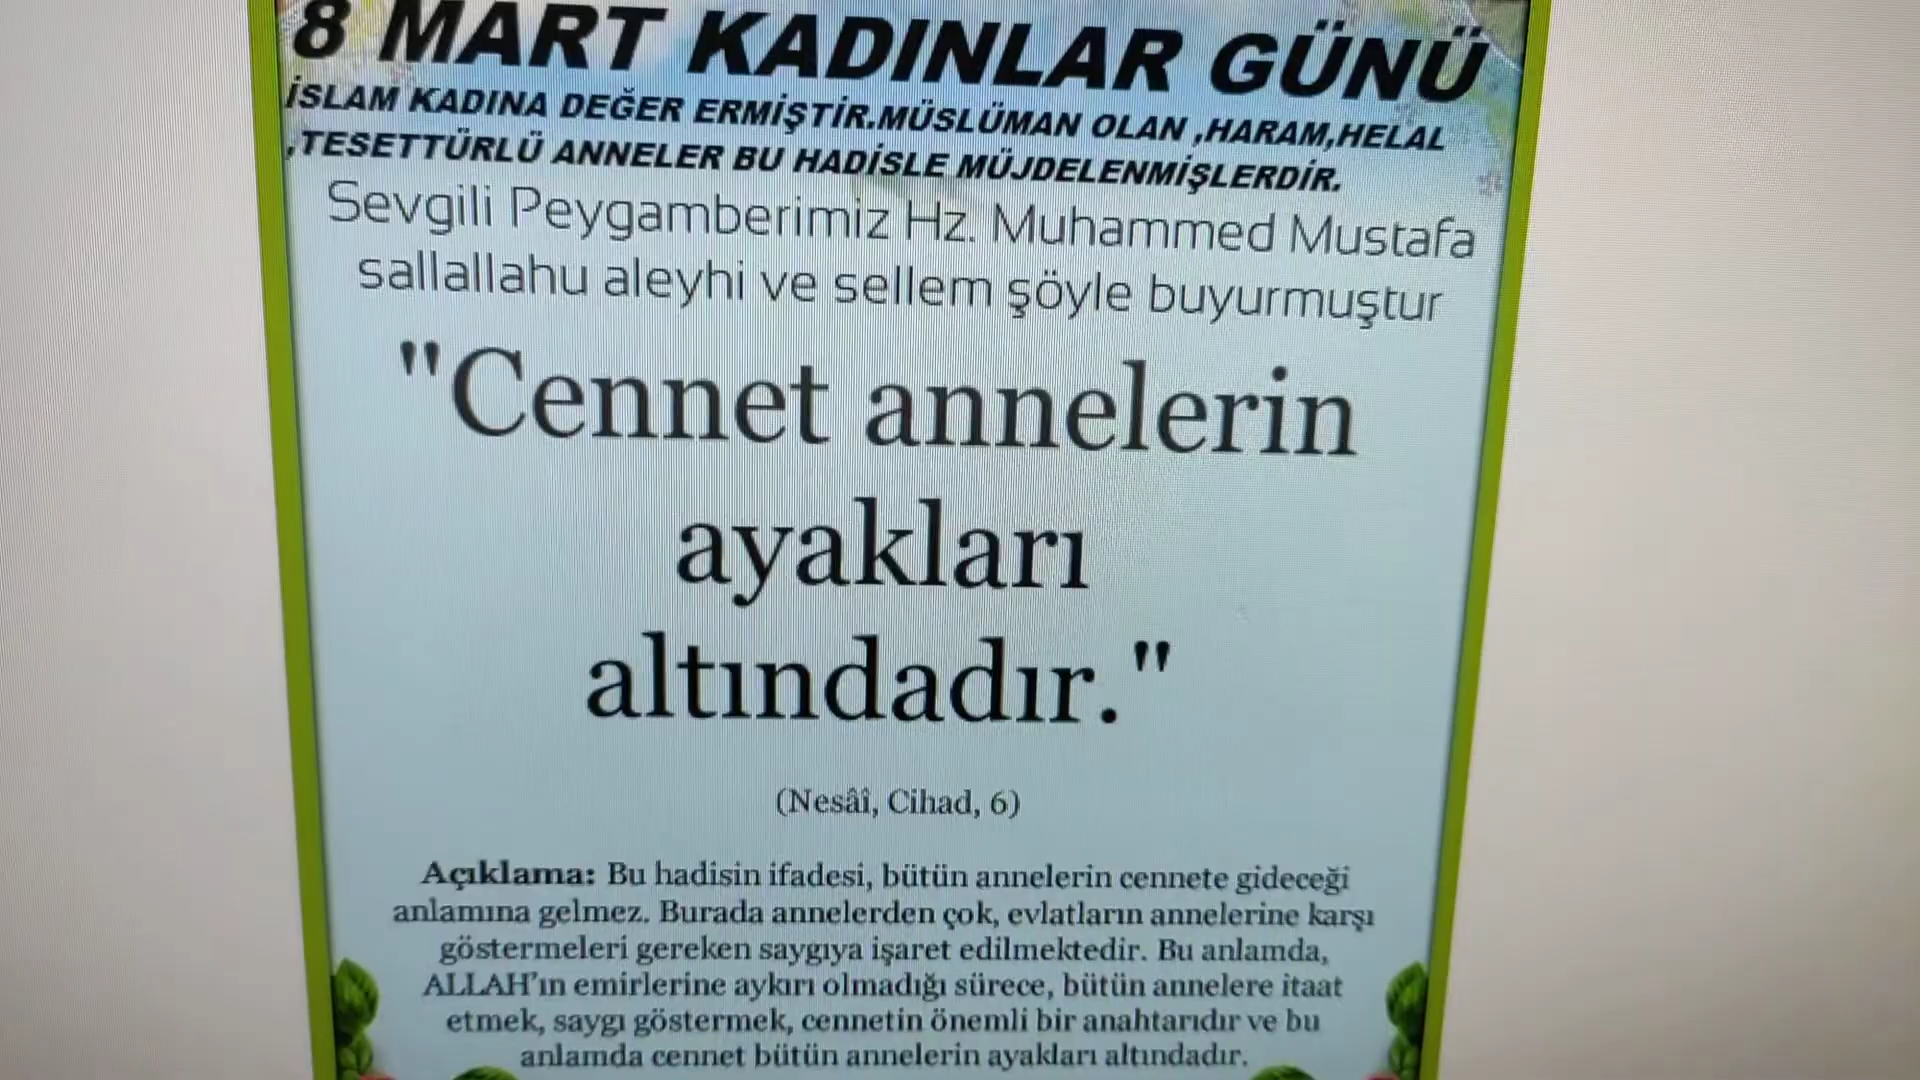 8 MART KADINLAR GÜNÜ
İSLAM KADINA DEĞER ERMİŞTİR.MÜSLÜMAN OLAN ,HARAM,HELAL
,TESETTÜRLÜ ANNELER BU HADİSLE MÜJDELENMİŞLERDİR.
Sevgili Peygamberimiz Hz. Muhammed Mustafa
sallallahu aleyhi ve sellem şöyle buyurmuştur
"Cennet annelerin
ayakları
altındadır."
(Nesâî, Cihad, 6)
Açıklama: Bu hadisin ifadesi, bütün annelerin cennete gideceği
anlamına gelmez. Burada annelerden çok, evlatların annelerine karşı
göstermeleri gereken saygıya işaret edilmektedir. Bu anlamda,
ALLAH'ın emirlerine aykırı olmadığı sürece, bütün annelere itaat
etmek, saygı göstermek, cennetin önemli bir anahtarıdır ve bu
anlamda cennet bütün annelerin ayakları altındadır.